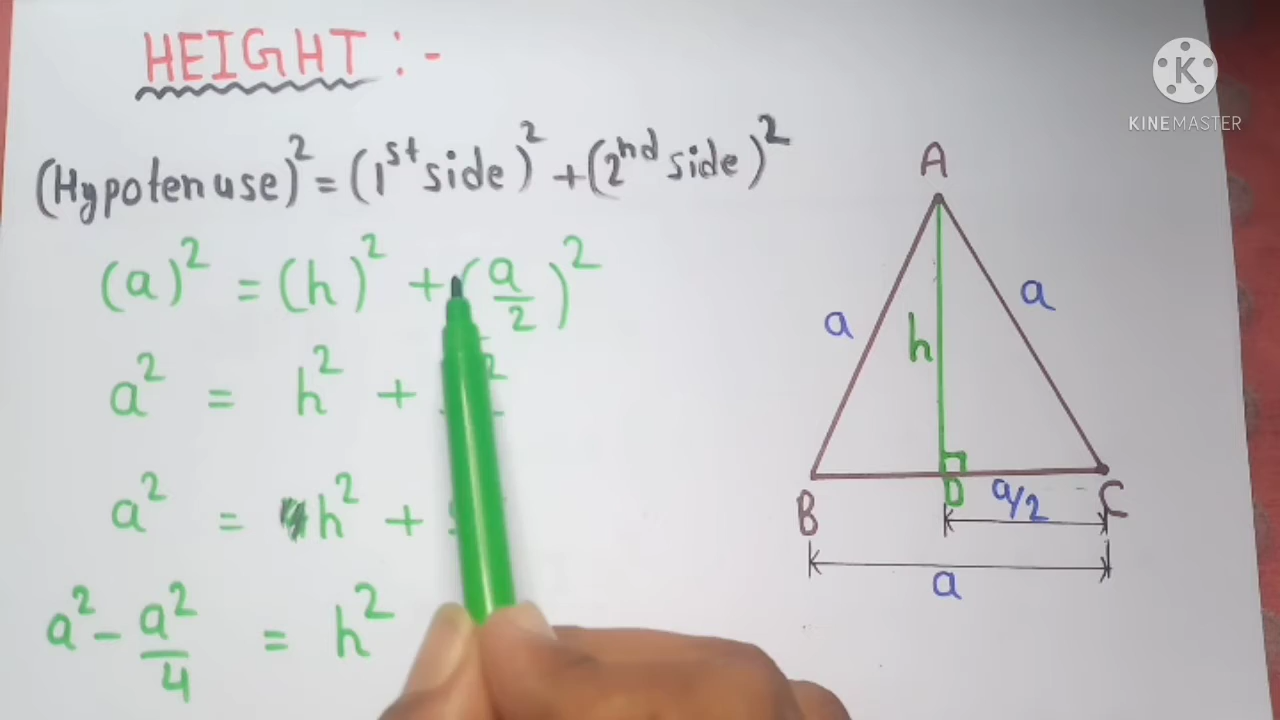 HEIGHT :-
(Hypotenuse)² = (1st side)² + (2nd side)²
(a)² = (h)² + (a/2)²
a² = h² +
a² = h² +
a² - a²/4 = h²
K
KINEMASTER
A
a
a
h
B
D
a/2
C
a